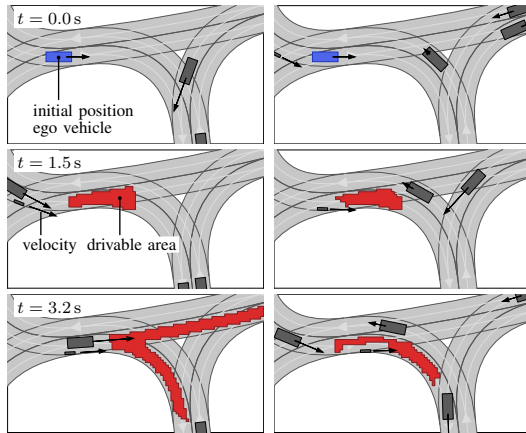 t = 0.0 s
initial position
ego vehicle
t = 1.5 s
velocity drivable area
t = 3.2 s